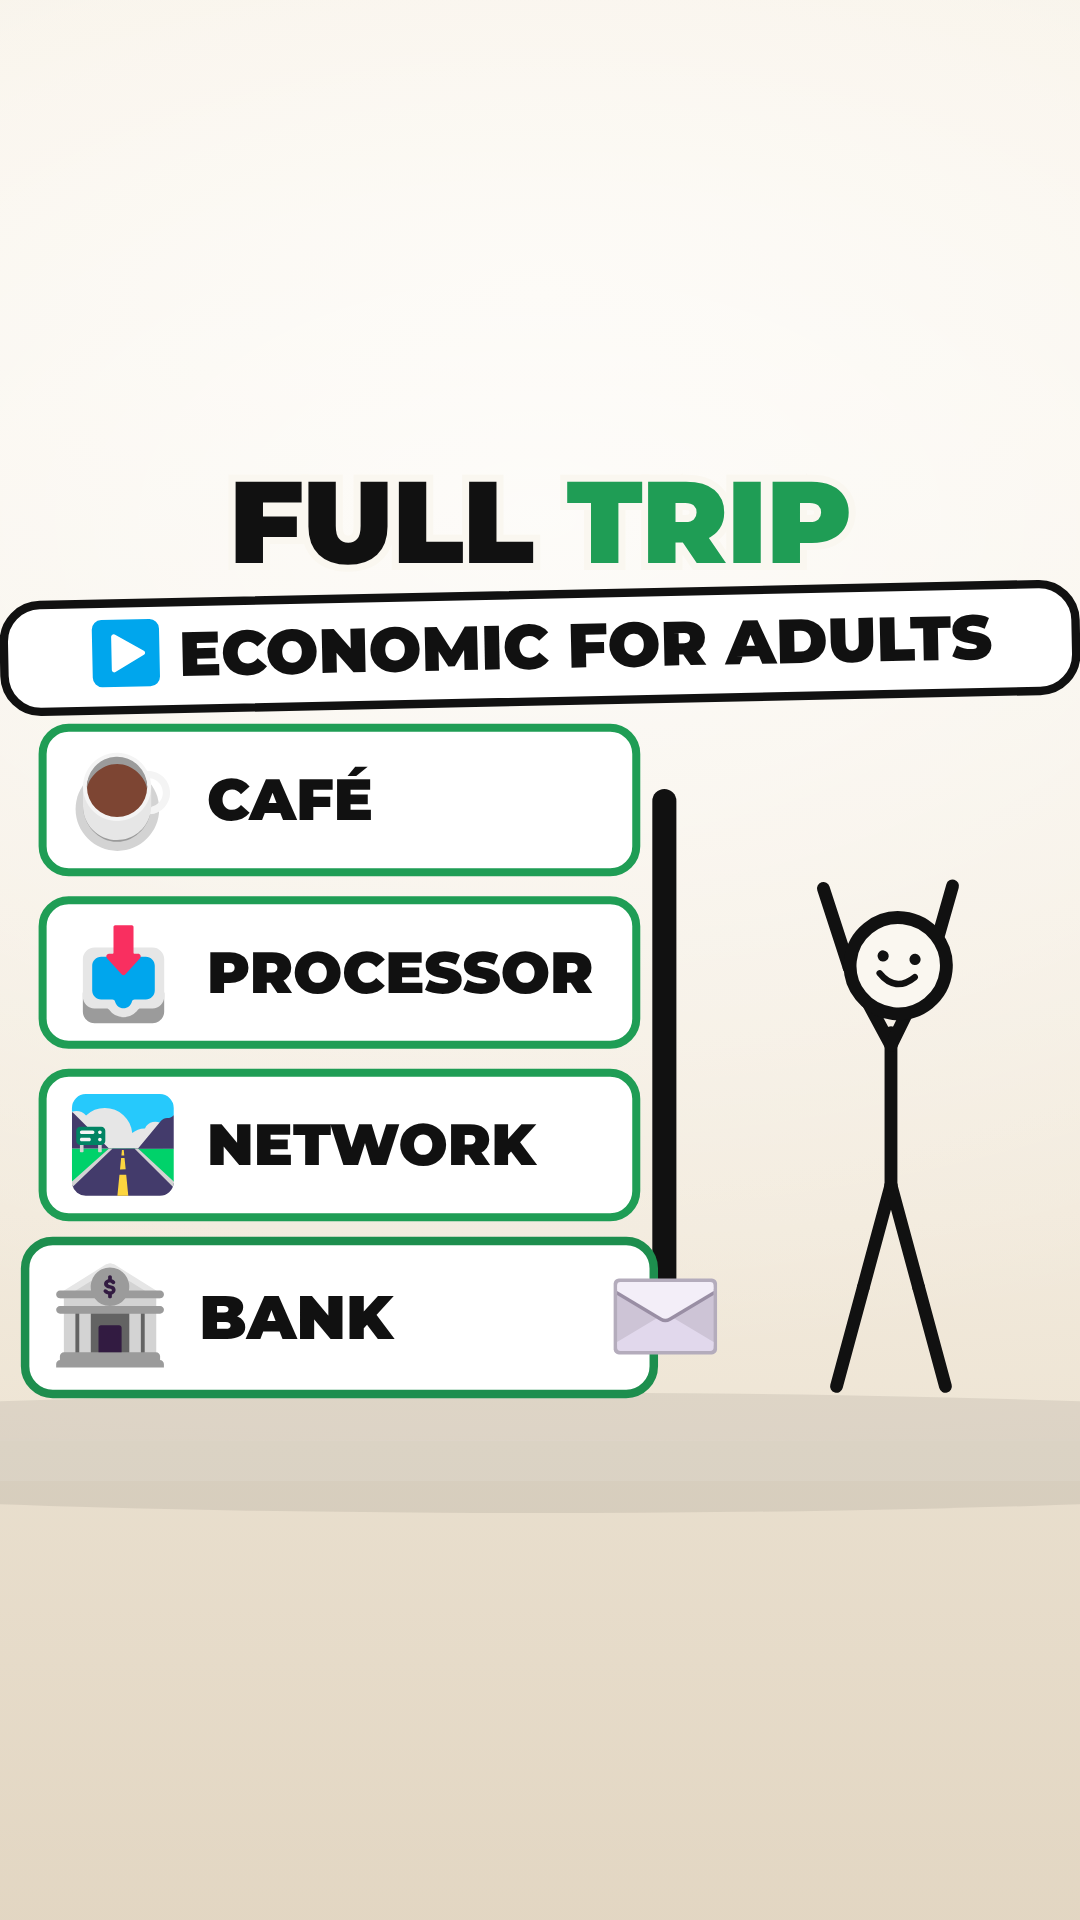 FULL TRIP
ECONOMIC FOR ADULTS
CAFÉ
PROCESSOR
NETWORK
$
BANK